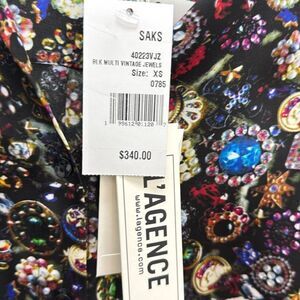 SAKS
40223VJZ
BLK MULTI VINTAGE JEWELS
Size: XS
0785
$340.00
L'AGENCE
www.lagence.com